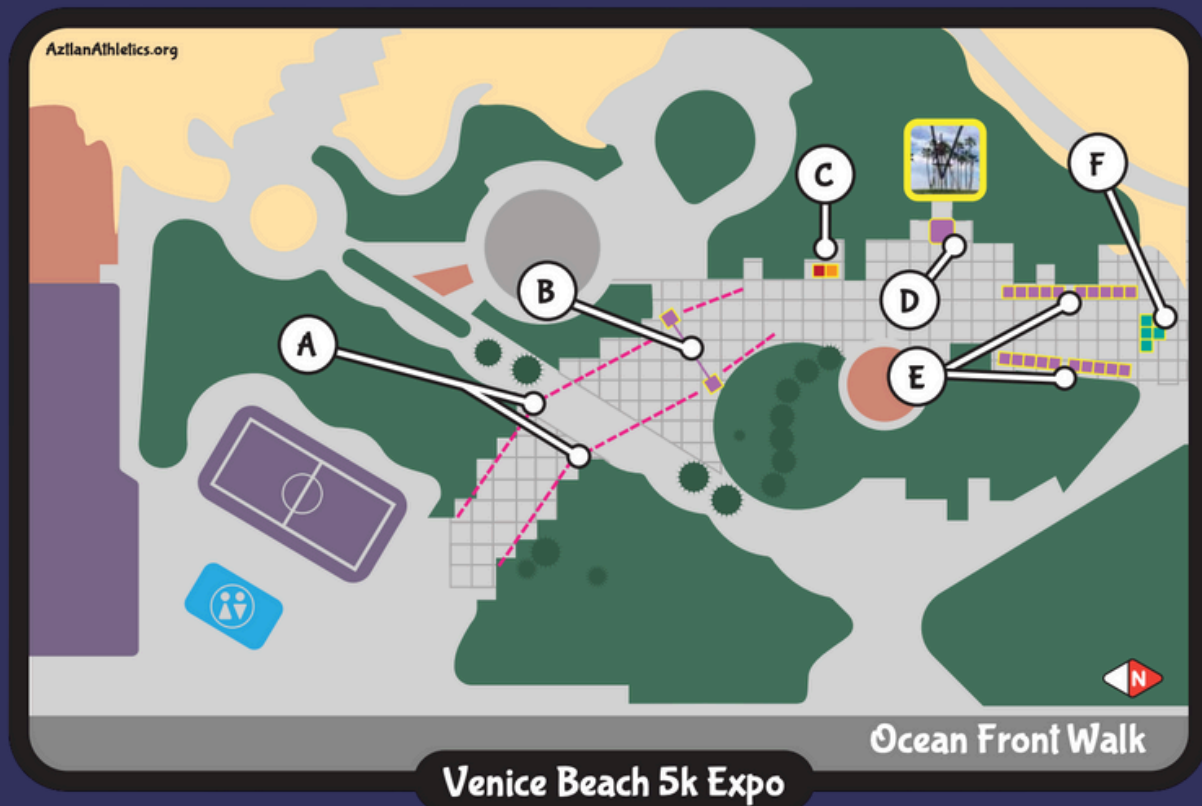 AztlanAthletics.org
C
F
B
D
A
E
N
Ocean Front Walk
Venice Beach 5k Expo